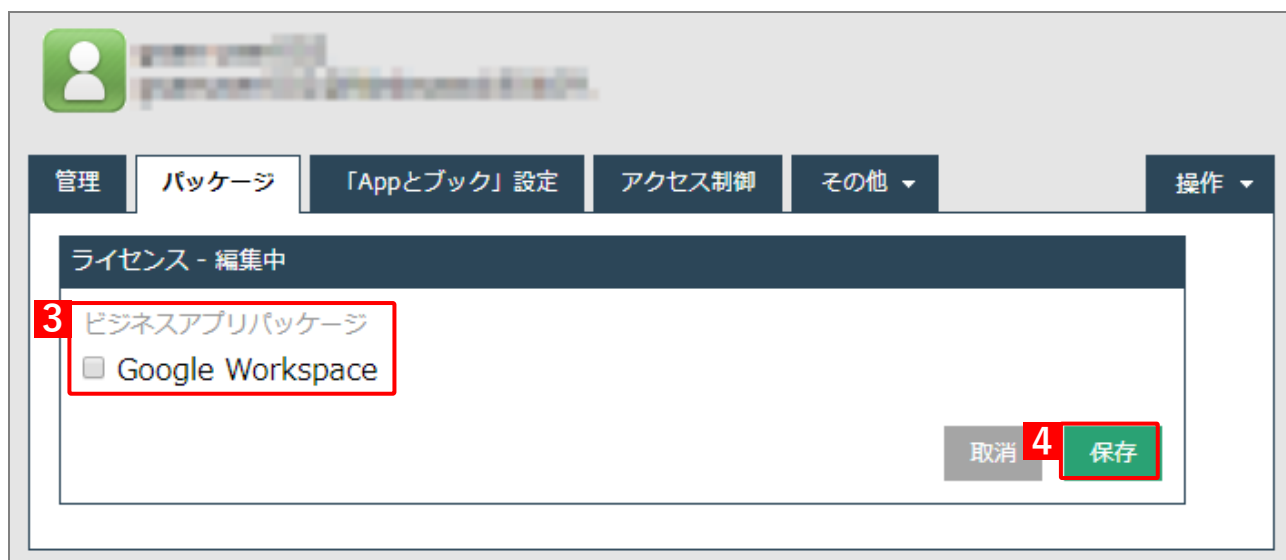 管理 パッケージ 「Appとブック」設定 アクセス制御 その他 操作
ライセンス - 編集中
3 ビジネスアプリパッケージ
Google Workspace
取消 4 保存